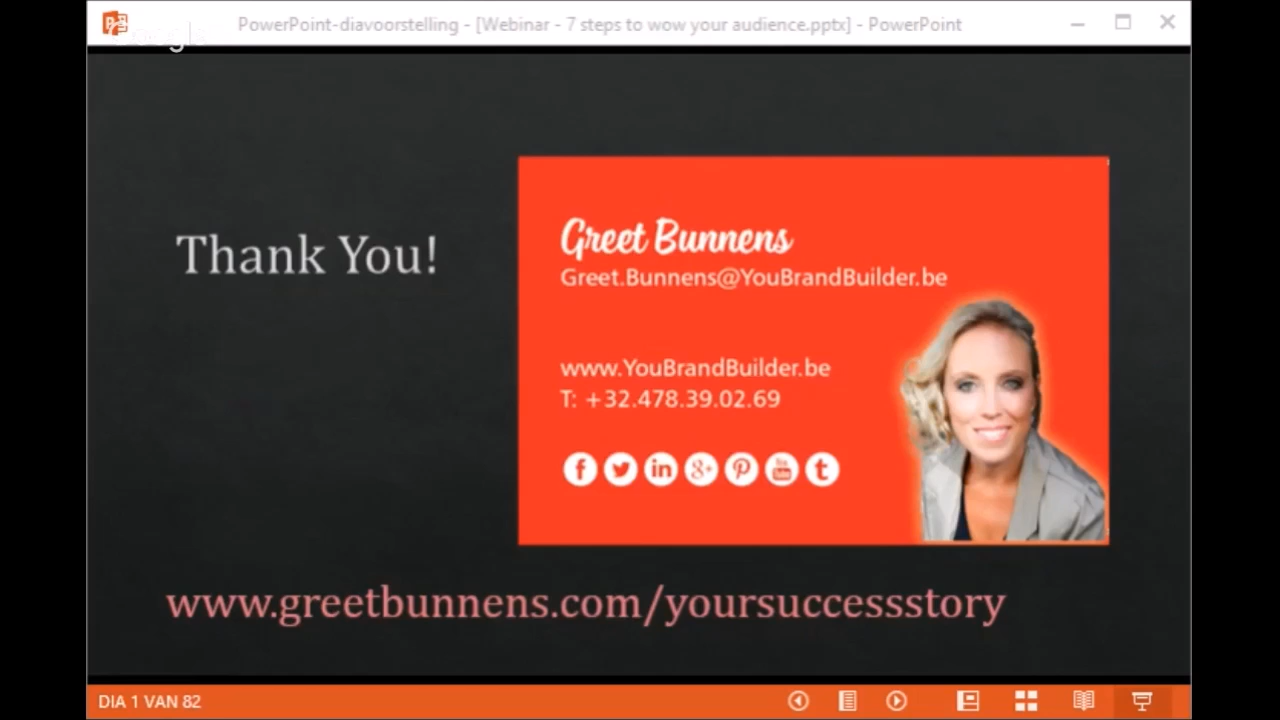 PowerPoint-diavoorstelling - [Webinar - 7 steps to wow your audience.pptx] - PowerPoint
Thank You!
Greet Bunnens
Greet.Bunnens@YouBrandBuilder.be
www.YouBrandBuilder.be
T: +32.478.39.02.69
www.greetbunnens.com/yoursuccessstory
DIA 1 VAN 82